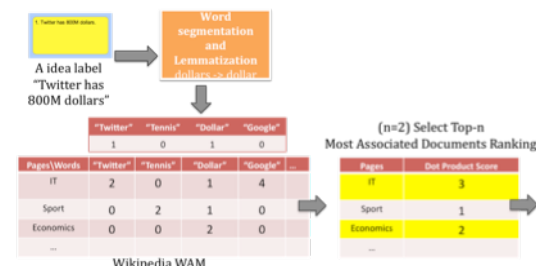 1. Twitter has 800M dollars.
A idea label
"Twitter has
800M dollars"
Word
segmentation
and
Lemmatization
dollars -> dollar
"Twitter" "Tennis" "Dollar" "Google"
1 0 1 0
Pages\Words "Twitter" "Tennis" "Dollar" "Google" ...
IT 2 0 1 4
Sport 0 2 1 0
Economics 0 0 2 0
...
Wikipedia WAM
(n=2) Select Top-n
Most Associated Documents Ranking
Pages Dot Product Score
IT 3
Sport 1
Economics 2
...